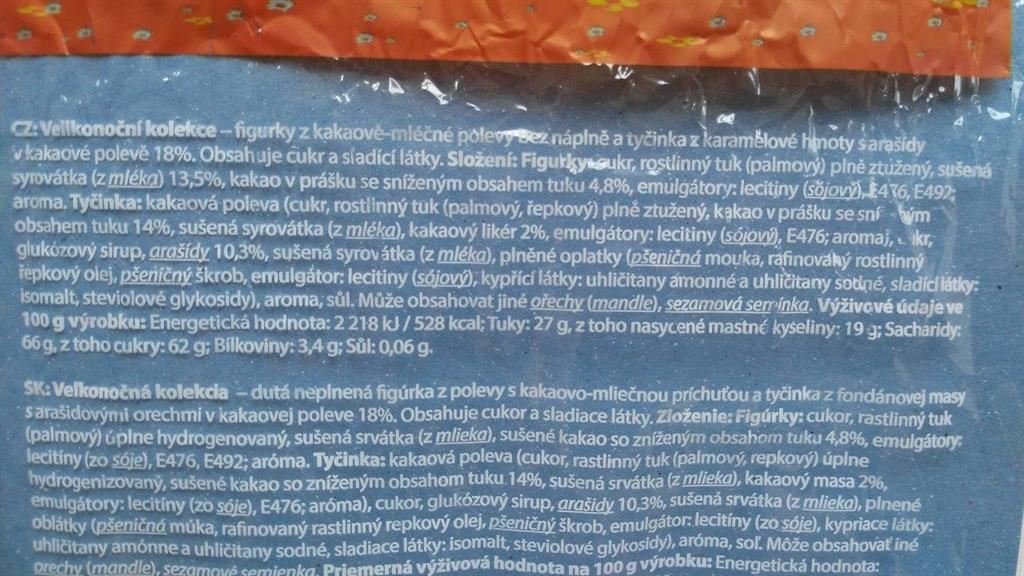 CZ: Velikonoční kolekce – figurky z kakaově-mléčné polevy bez náplně a tyčinka z karamelové hmoty s arašídy
v kakaové polevě 18%. Obsahuje cukr a sladící látky. Složení: Figurky: cukr, rostlinný tuk (palmový) plně ztužený, sušená
syrovátka (z mléka) 13,5%, kakao v prášku se sníženým obsahem tuku 4,8%, emulgátory: lecitiny (sójový), E476, E492;
aroma. Tyčinka: kakaová poleva (cukr, rostlinný tuk (palmový, řepkový) plně ztužený, kakao v prášku se
obsahem tuku 14%, sušená syrovátka (z mléka), kakaový likér 2%, emulgátory: lecitiny (sójový), E476; aroma),
glukózový sirup, arašídy 10,3%, sušená syrovátka (z mléka), plněné oplatky (pšeničná mouka, rafinovaný rostlinný
řepkový olej, pšeničný škrob, emulgátor: lecitiny (sójový), kypřící látky: uhličitany amonné a uhličitany sodné, sladící látky:
isomalt, steviolové glykosidy), aroma, sůl. Může obsahovat jiné ořechy (mandle), sezamová semínka. Výživové údaje ve
100 g výrobku: Energetická hodnota: 2 218 kJ / 528 kcal; Tuky: 27 g, z toho nasycené mastné kyseliny: 19 g; Sacharidy:
66 g, z toho cukry: 62 g; Bílkoviny: 3,4 g; Sůl: 0,06 g.
SK: Veľkonočná kolekcia – dutá neplnená figúrka z polevy s kakaovo-mliečnou príchuťou a tyčinka z fondánovej masy
s arašidovými orechmi v kakaovej poleve 18%. Obsahuje cukor a sladiace látky. Zloženie: Figúrky: cukor, rastlinný tuk
(palmový) úplne hydrogenovaný, sušená srvátka (z mlieka), sušené kakao so zníženým obsahom tuku 4,8%, emulgátory:
lecitíny (zo sóje), E476, E492; aróma. Tyčinka: kakaová poleva (cukor, rastlinný tuk (palmový, repkový) úplne
hydrogenizovaný, sušené kakao so zníženým obsahom tuku 14%, sušená srvátka (z mlieka), kakaový masa 2%,
emulgátory: lecitíny (zo sóje), E476; aróma), cukor, glukózový sirup, arašidy 10,3%, sušená srvátka (z mlieka), plnené
oblátky (pšeničná múka, rafinovaný rastlinný repkový olej, pšeničný škrob, emulgátor: lecitíny (zo sóje), kypriace látky:
uhličitany amónne a uhličitany sodné, sladiace látky: isomalt, steviolové glykosidy), aróma, soľ. Môže obsahovať iné
orechy (mandle), sezamové semienka. Priemerná výživová hodnota na 100 g výrobku: Energetická hodnota: